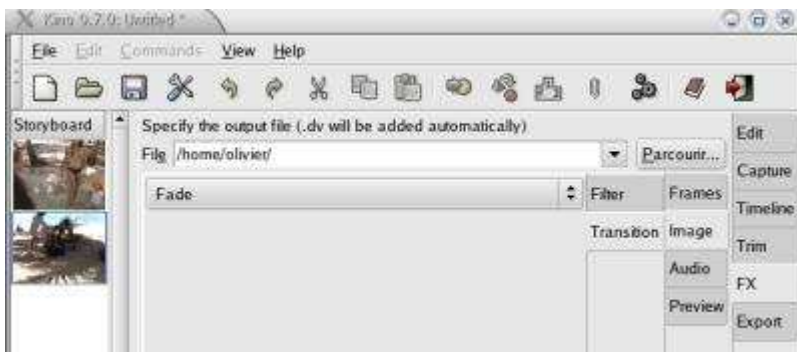 Kino 0.7.0: Untitled *
File Edit Commands View Help
Storyboard
Specify the output file (.dv will be added automatically)
File /home/olivier/
Parcourir...
Fade
Filter
Transition
Frames
Image
Audio
Preview
Edit
Capture
Timeline
Trim
FX
Export